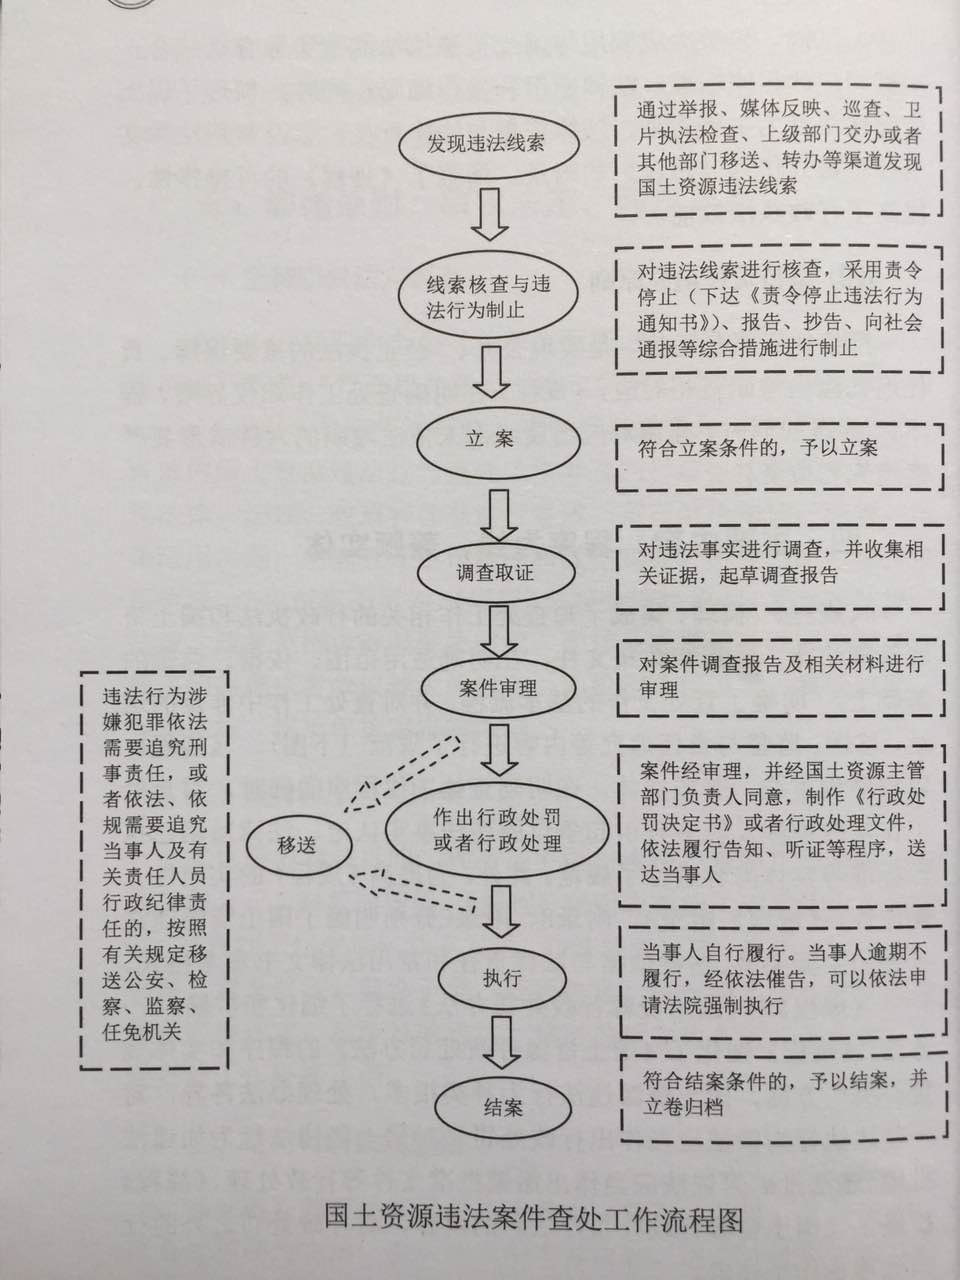 发现违法线索
通过举报、媒体反映、巡查、卫
片执法检查、上级部门交办或者
其他部门移送、转办等渠道发现
国土资源违法线索
线索核查与违
法行为制止
对违法线索进行核查，采用责令
停止（下达《责令停止违法行为
通知书》）、报告、抄告、向社会
通报等综合措施进行制止
立 案
符合立案条件的，予以立案
调查取证
对违法事实进行调查，并收集相
关证据，起草调查报告
案件审理
对案件调查报告及相关材料进行
审理
违法行为涉
嫌犯罪依法
需要追究刑
事责任，或
者依法、依
规需要追究
当事人及有
关责任人员
行政纪律责
任的，按照
有关规定移
送公安、检
察、监察、
任免机关
移送
作出行政处罚
或者行政处理
案件经审理，并经国土资源主管
部门负责人同意，制作《行政处
罚决定书》或者行政处理文件，
依法履行告知、听证等程序，送
达当事人
执行
当事人自行履行。当事人逾期不
履行，经依法催告，可以依法申
请法院强制执行
结案
符合结案条件的，予以结案，并
立卷归档
国土资源违法案件查处工作流程图